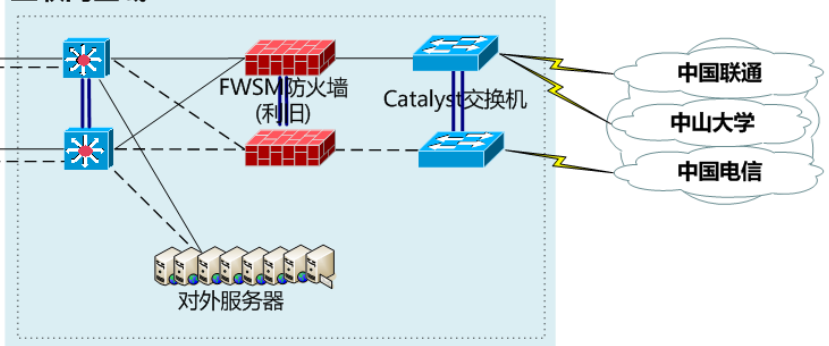 FWSM防火墙
(利旧)
Catalyst交换机
中国联通
中山大学
中国电信
对外服务器